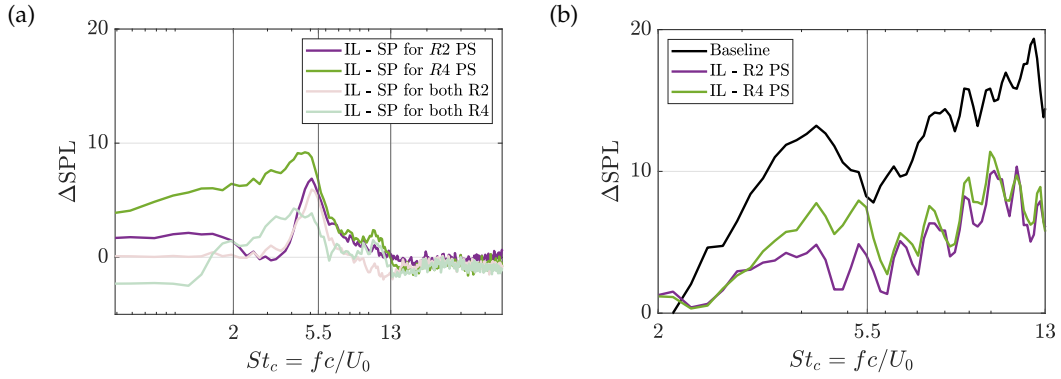 (a)
20
10
0
ΔSPL
IL - SP for R2 PS
IL - SP for R4 PS
IL - SP for both R2
IL - SP for both R4
2
5.5
13
St_c = fc/U_0
(b)
20
10
0
ΔSPL
Baseline
IL - R2 PS
IL - R4 PS
2
5.5
13
St_c = fc/U_0